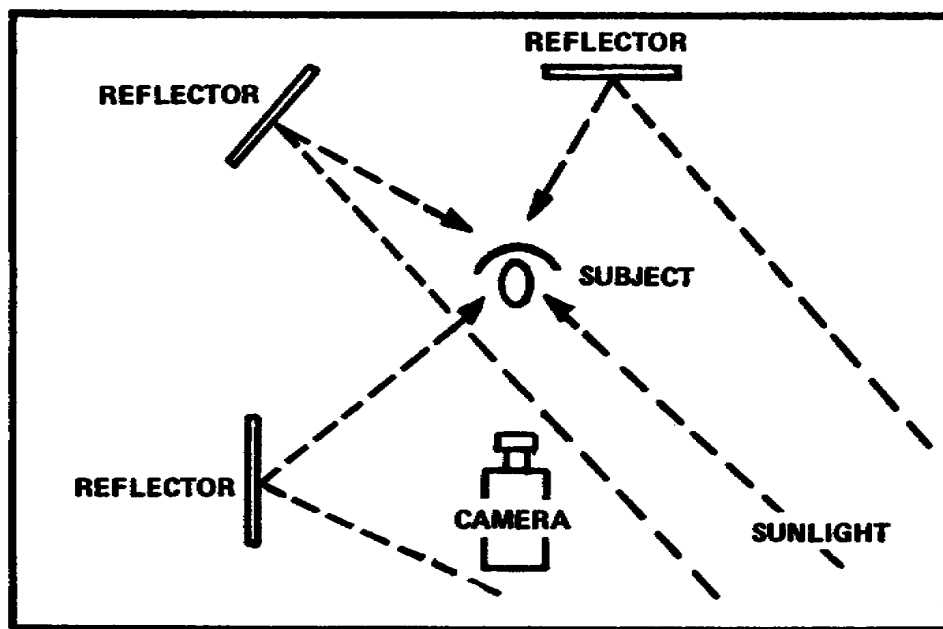 REFLECTOR
REFLECTOR
SUBJECT
REFLECTOR
CAMERA
SUNLIGHT